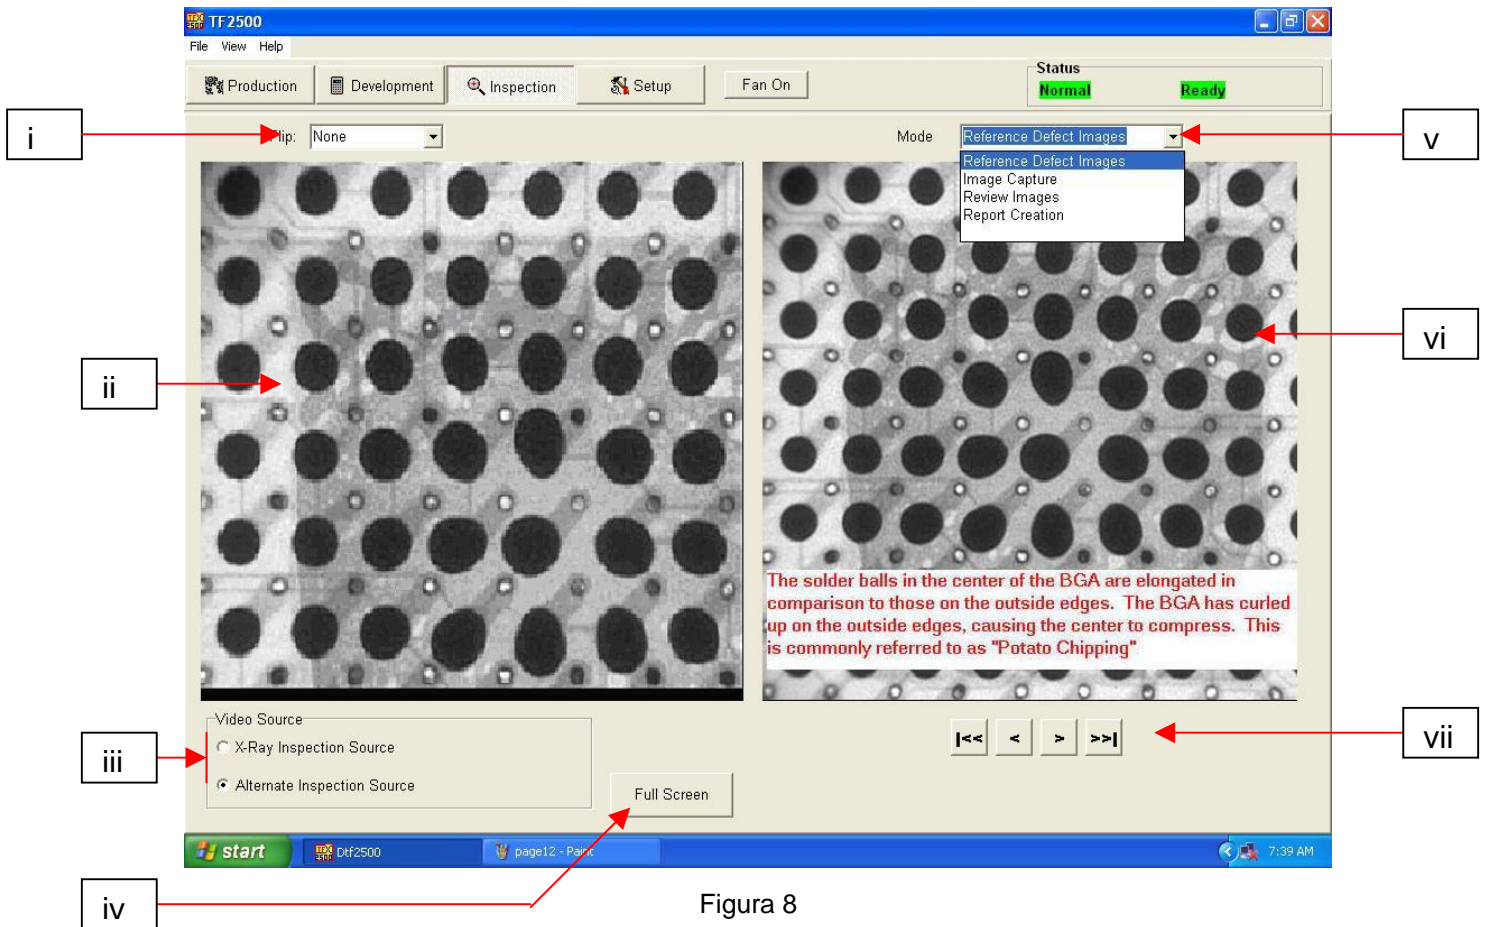 TF2500
File View Help
Production Development Inspection Setup Fan On
Status
Normal Ready
i
Flip: None
Mode Reference Defect Images
v
Reference Defect Images
Image Capture
Review Images
Report Creation
vi
ii
The solder balls in the center of the BGA are elongated in
comparison to those on the outside edges. The BGA has curled
up on the outside edges, causing the center to compress. This
is commonly referred to as "Potato Chipping"
Video Source
X-Ray Inspection Source
iii
Alternate Inspection Source
Full Screen
|<< < > >>|
vii
start Dtf2500 page12 - Paint 7:39 AM
iv
Figura 8